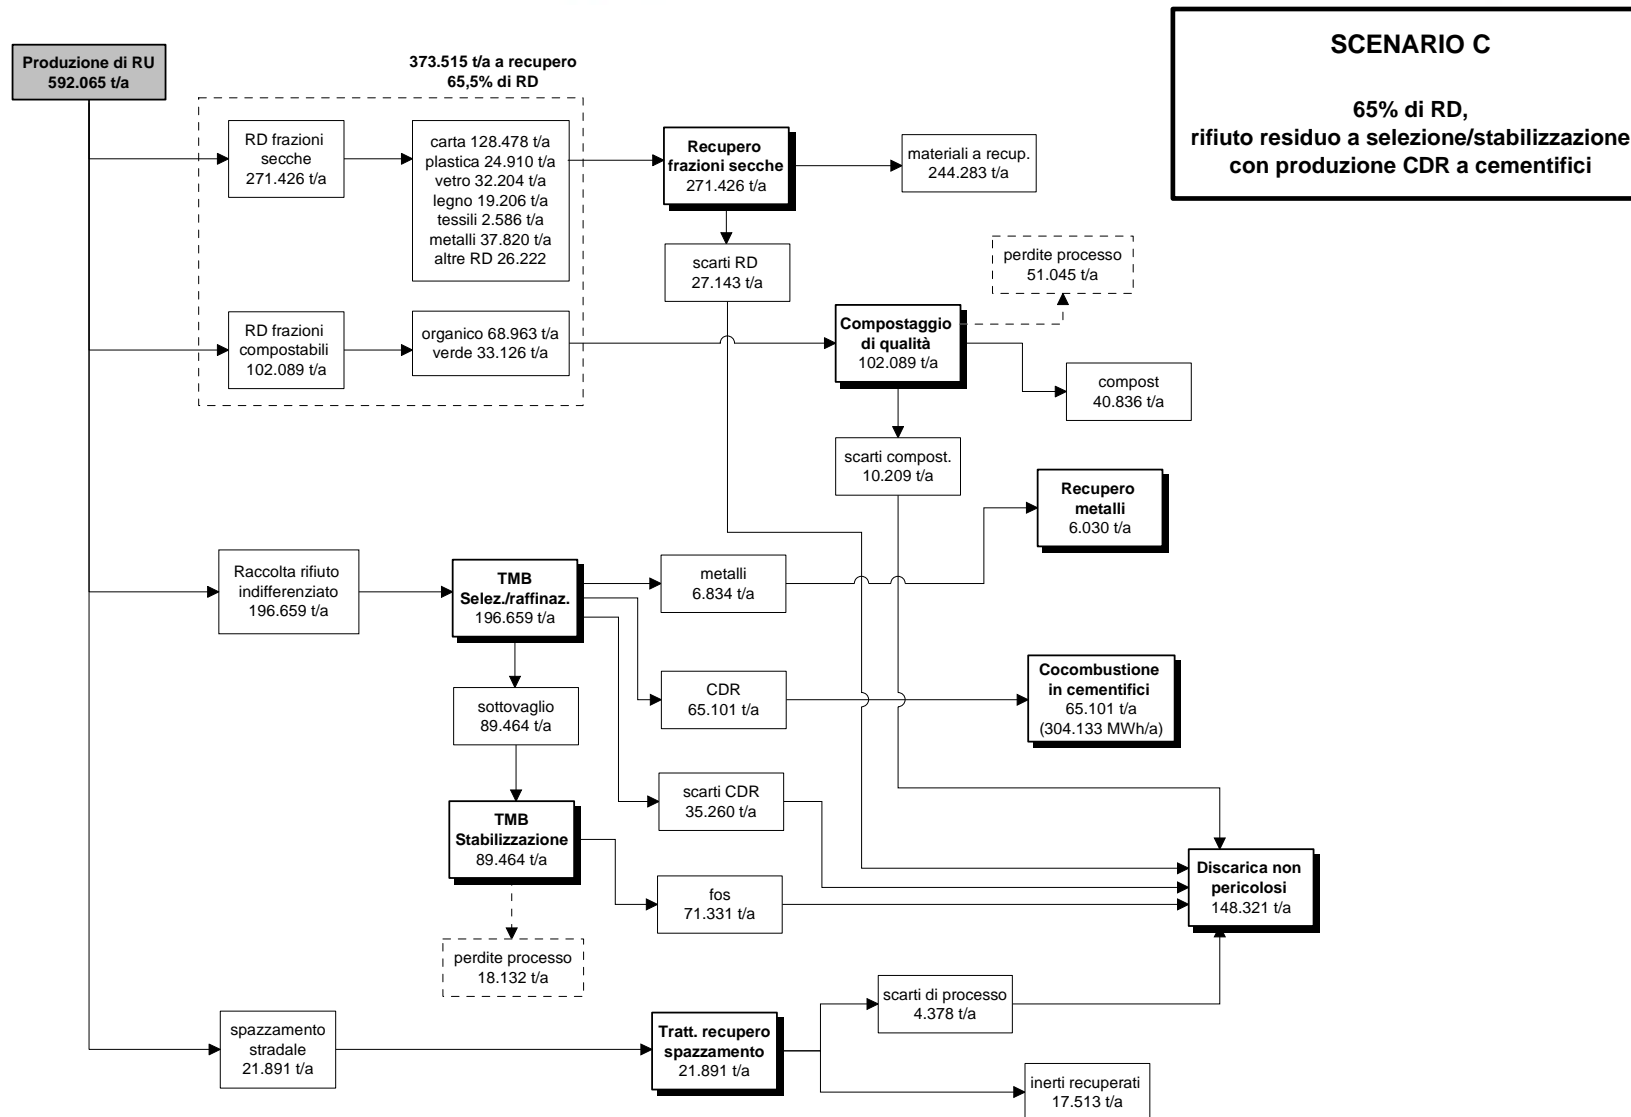 SCENARIO C
65% di RD,
rifiuto residuo a selezione/stabilizzazione
con produzione CDR a cementifici
Produzione di RU
592.065 t/a
373.515 t/a a recupero
65,5% di RD
RD frazioni
secche
271.426 t/a
carta 128.478 t/a
plastica 24.910 t/a
vetro 32.204 t/a
legno 19.206 t/a
tessili 2.586 t/a
metalli 37.820 t/a
altre RD 26.222
Recupero
frazioni secche
271.426 t/a
materiali a recup.
244.283 t/a
scarti RD
27.143 t/a
perdite processo
51.045 t/a
RD frazioni
compostabili
102.089 t/a
organico 68.963 t/a
verde 33.126 t/a
Compostaggio
di qualità
102.089 t/a
compost
40.836 t/a
scarti compost.
10.209 t/a
Recupero
metalli
6.030 t/a
Raccolta rifiuto
indifferenziato
196.659 t/a
TMB
Selez./raffinaz.
196.659 t/a
metalli
6.834 t/a
sottovaglio
89.464 t/a
CDR
65.101 t/a
Cocombustione
in cementifici
65.101 t/a
(304.133 MWh/a)
scarti CDR
35.260 t/a
TMB
Stabilizzazione
89.464 t/a
fos
71.331 t/a
Discarica non
pericolosi
148.321 t/a
perdite processo
18.132 t/a
scarti di processo
4.378 t/a
spazzamento
stradale
21.891 t/a
Tratt. recupero
spazzamento
21.891 t/a
inerti recuperati
17.513 t/a